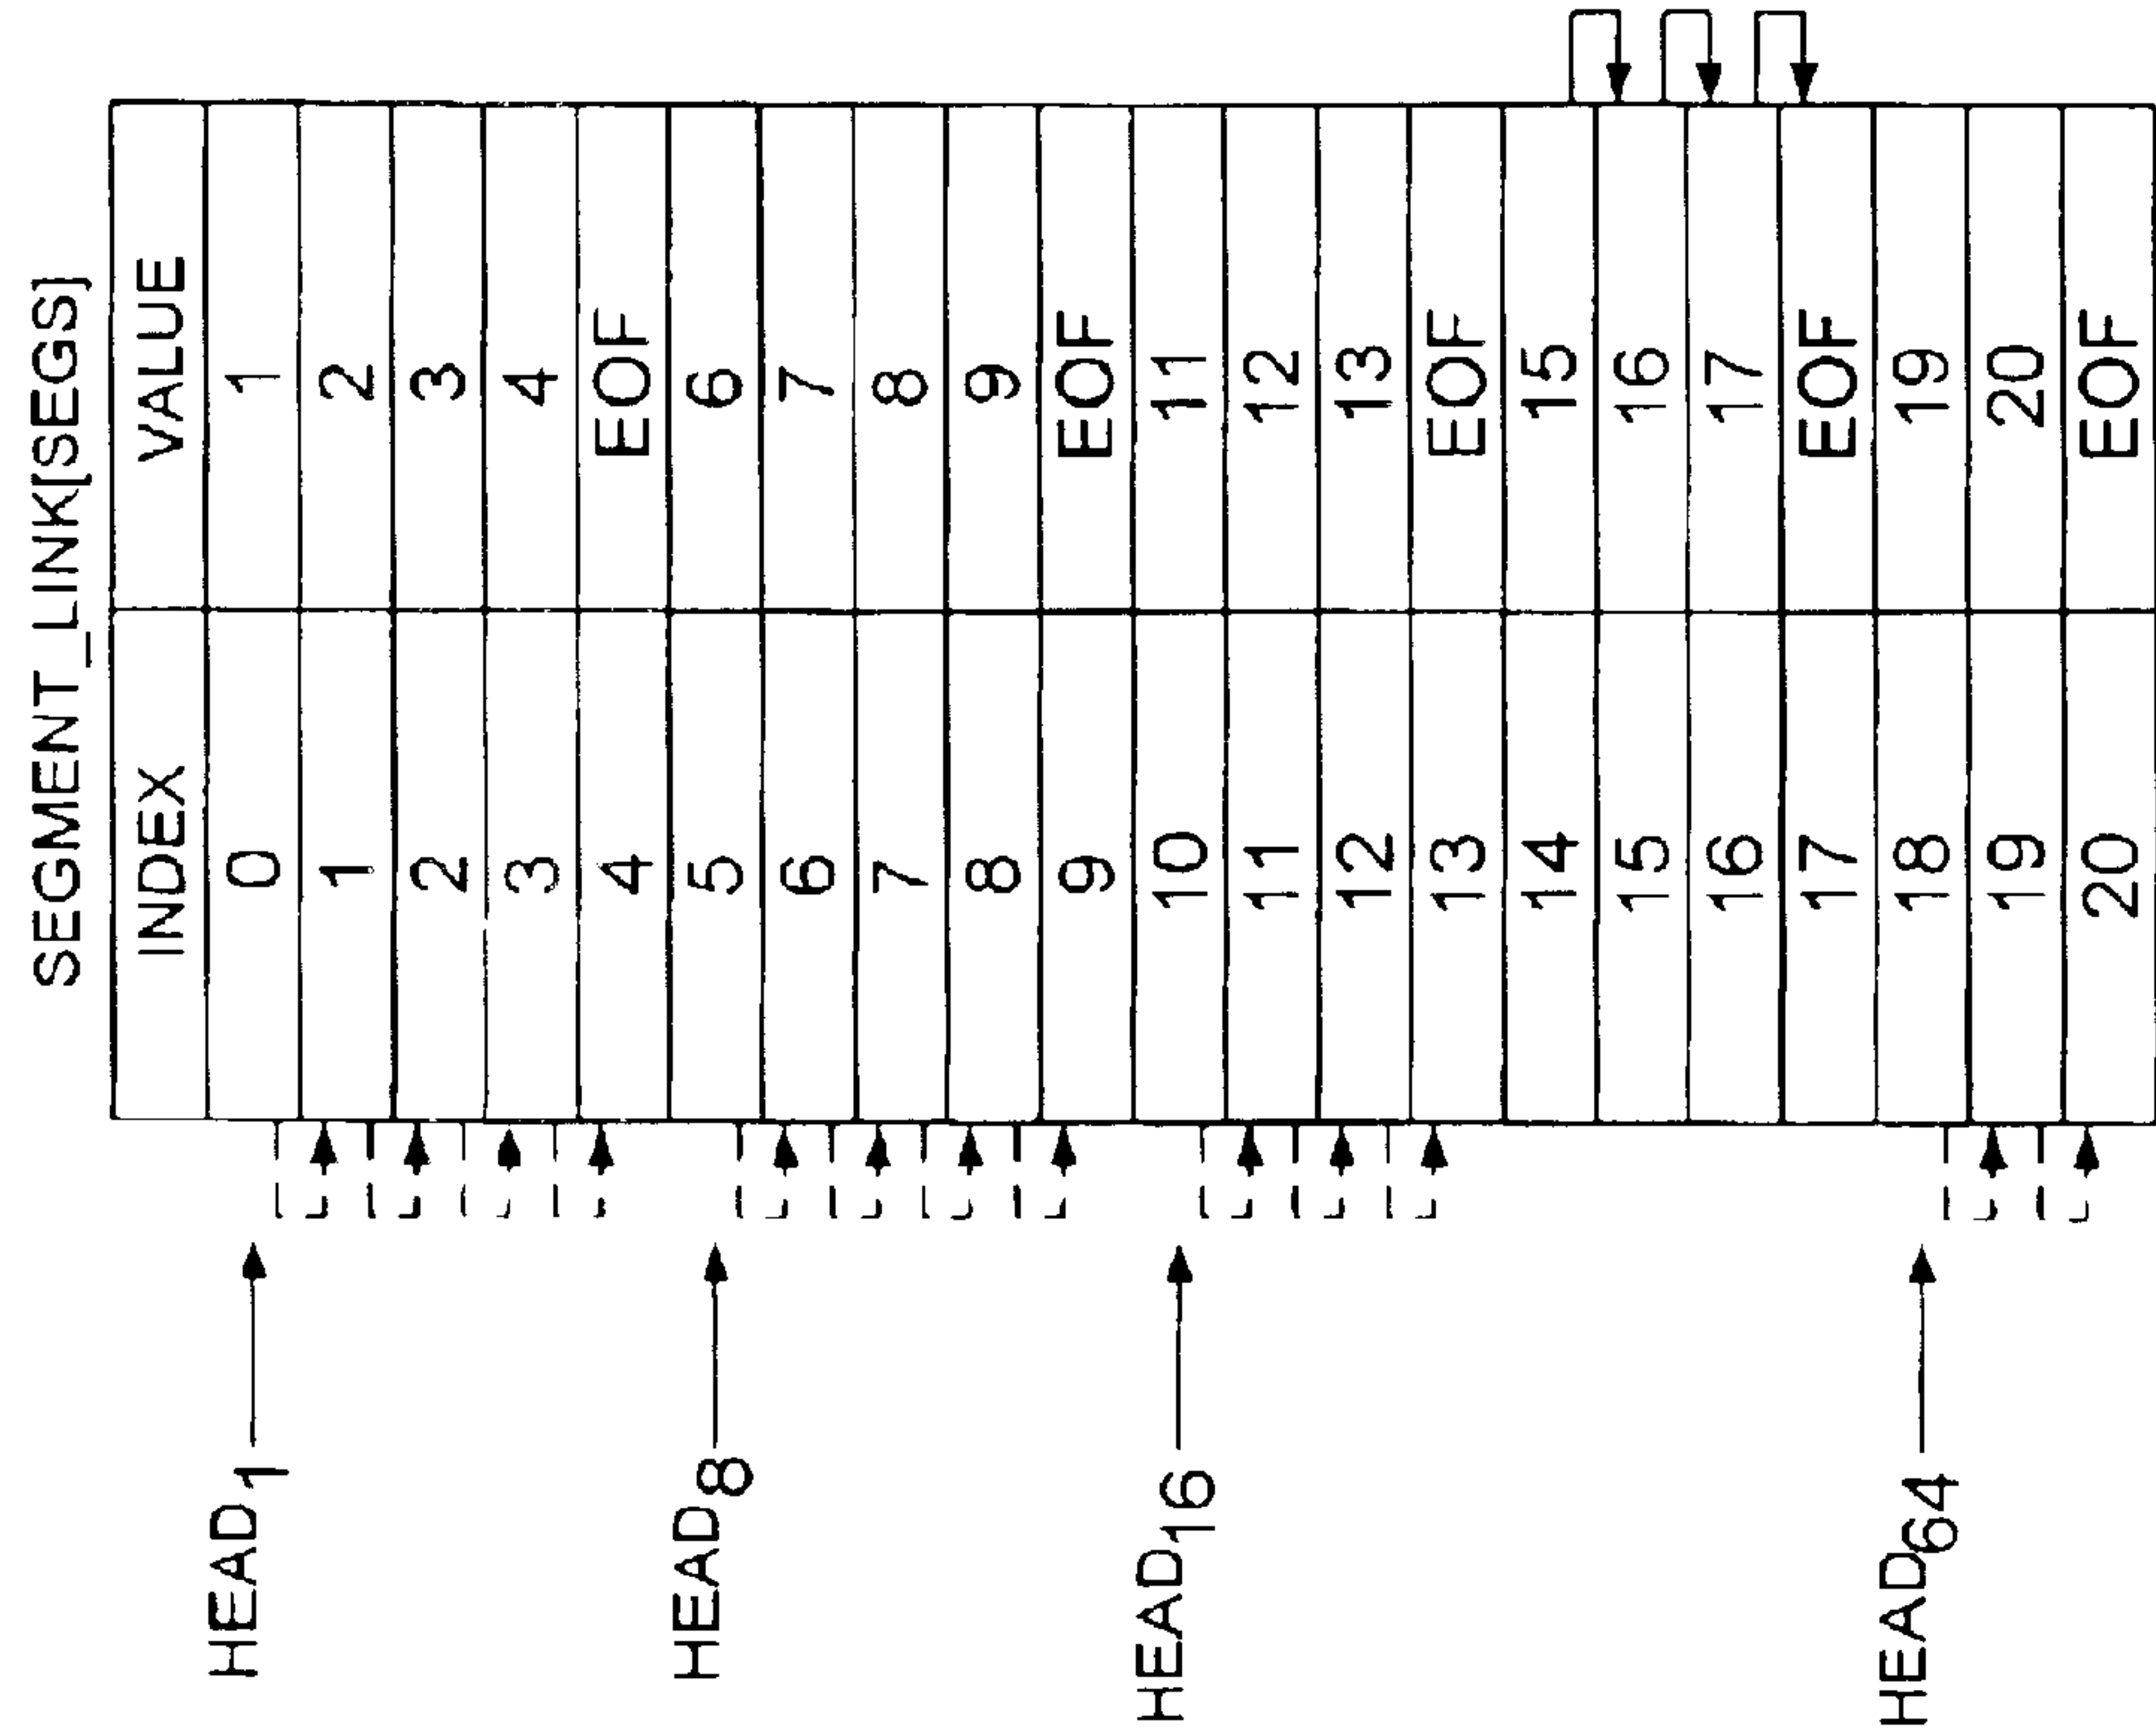 SEGMENT_LINK[SEGS]
INDEX VALUE
HEAD1 0 1
1 2
2 3
3 4
4 EOF
HEAD8 5 6
6 7
7 8
8 9
9 EOF
HEAD16 10 11
11 12
12 13
13 EOF
14 15
15 16
16 17
17 EOF
HEAD64 18 19
19 20
20 EOF